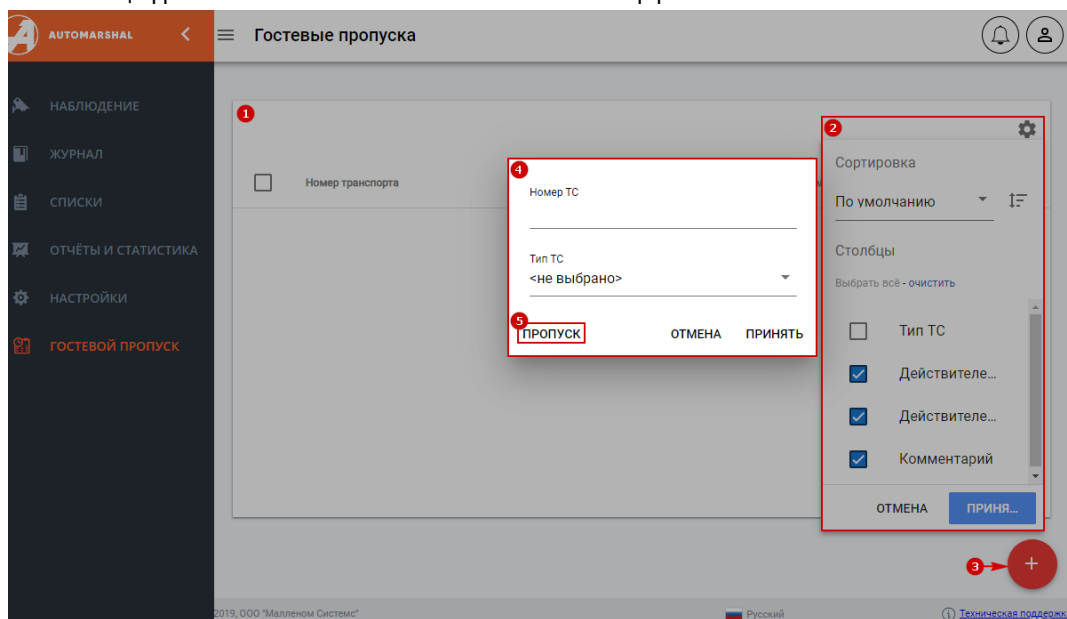 AUTOMARSHAL
Гостевые пропуска
НАБЛЮДЕНИЕ
ЖУРНАЛ
СПИСКИ
ОТЧЁТЫ И СТАТИСТИКА
НАСТРОЙКИ
ГОСТЕВОЙ ПРОПУСК
1
Номер транспорта
4
Номер ТС
Тип ТС
<не выбрано>
5
ПРОПУСК ОТМЕНА ПРИНЯТЬ
2
Сортировка
По умолчанию
Столбцы
Выбрать всё - очистить
Тип ТС
Действителе...
Действителе...
Комментарий
ОТМЕНА ПРИНЯ...
3
+
2019, ООО "Малленом Системс" Русский Техническая поддержк